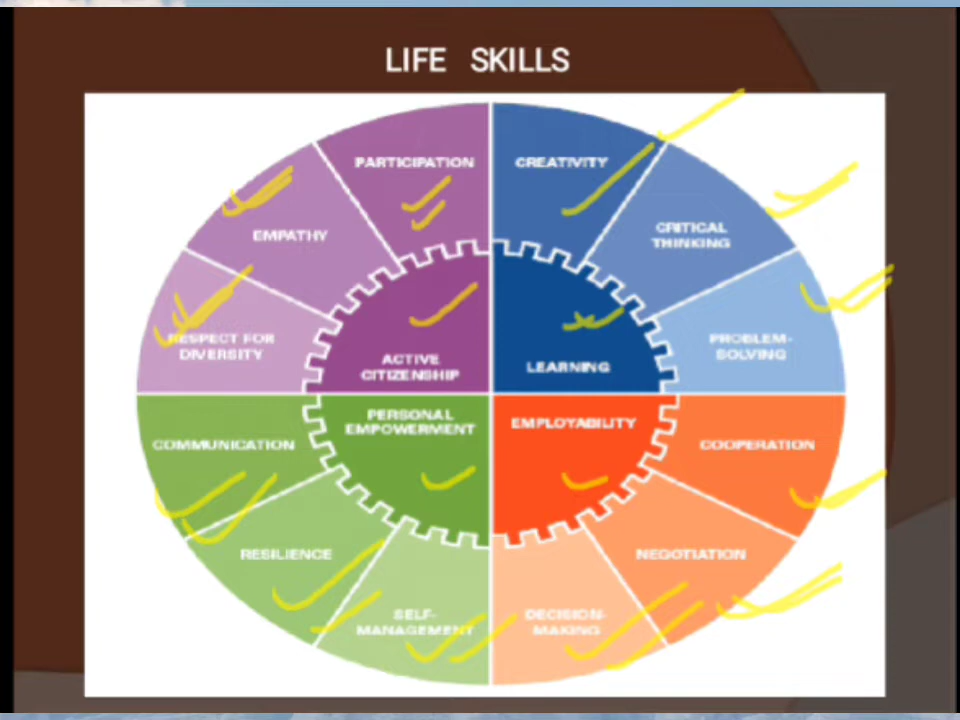 LIFE SKILLS
PARTICIPATION
CREATIVITY
EMPATHY
CRITICAL
THINKING
RESPECT FOR
DIVERSITY
PROBLEM-
SOLVING
ACTIVE
CITIZENSHIP
LEARNING
PERSONAL
EMPOWERMENT
EMPLOYABILITY
COMMUNICATION
COOPERATION
RESILIENCE
NEGOTIATION
SELF-
MANAGEMENT
DECISION-
MAKING